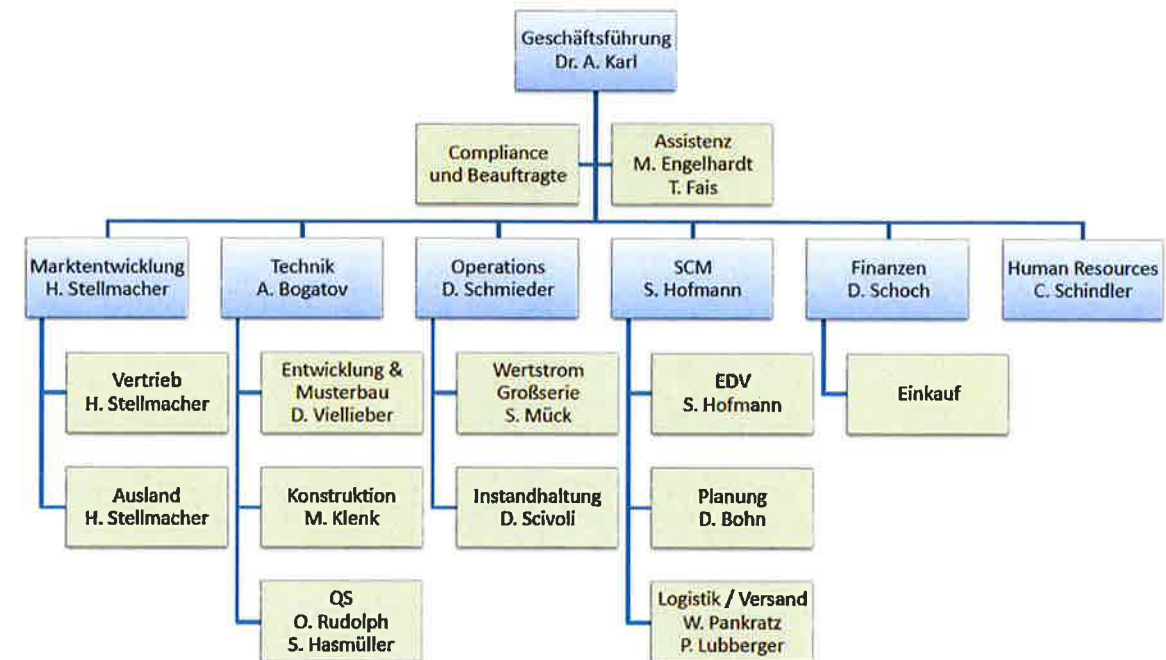 Geschäftsführung
Dr. A. Karl
Compliance
und Beauftragte
Assistenz
M. Engelhardt
T. Fais
Marktentwicklung
H. Stellmacher
Technik
A. Bogatov
Operations
D. Schmieder
SCM
S. Hofmann
Finanzen
D. Schoch
Human Resources
C. Schindler
Vertrieb
H. Stellmacher
Entwicklung &
Musterbau
D. Viellieber
Wertstrom
Großserie
S. Mück
EDV
S. Hofmann
Einkauf
Ausland
H. Stellmacher
Konstruktion
M. Klenk
Instandhaltung
D. Scivoli
Planung
D. Bohn
QS
O. Rudolph
S. Hasmüller
Logistik / Versand
W. Pankratz
P. Lubberger